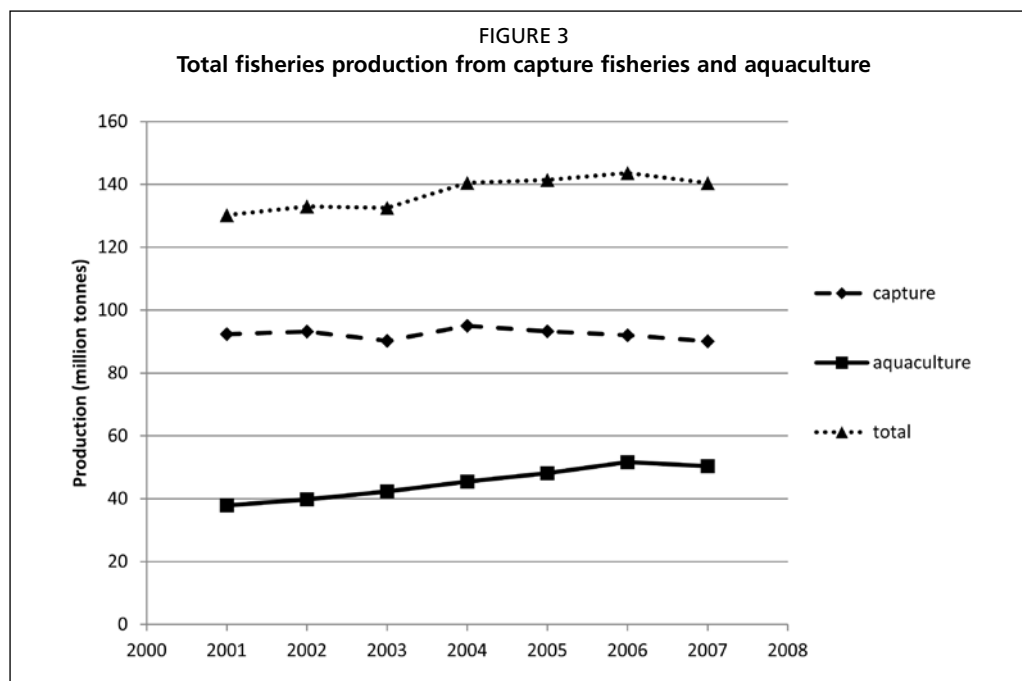 FIGURE 3
Total fisheries production from capture fisheries and aquaculture
Production (million tonnes)
160
140
120
100
80
60
40
20
0
2000 2001 2002 2003 2004 2005 2006 2007 2008
capture
aquaculture
total